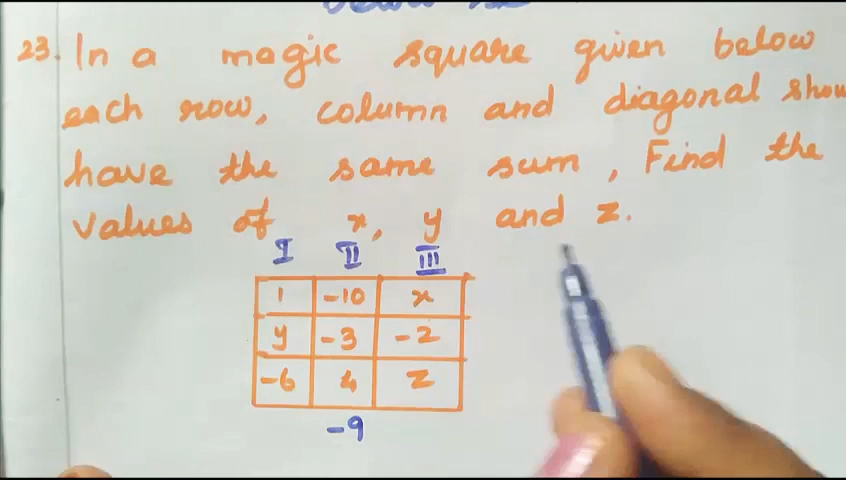 23. In a magic square given below
each row, column and diagonal shou
have the same sum, Find the
values of x, y and z.
I II III
1 -10 x
y -3 -2
-6 4 z
-9